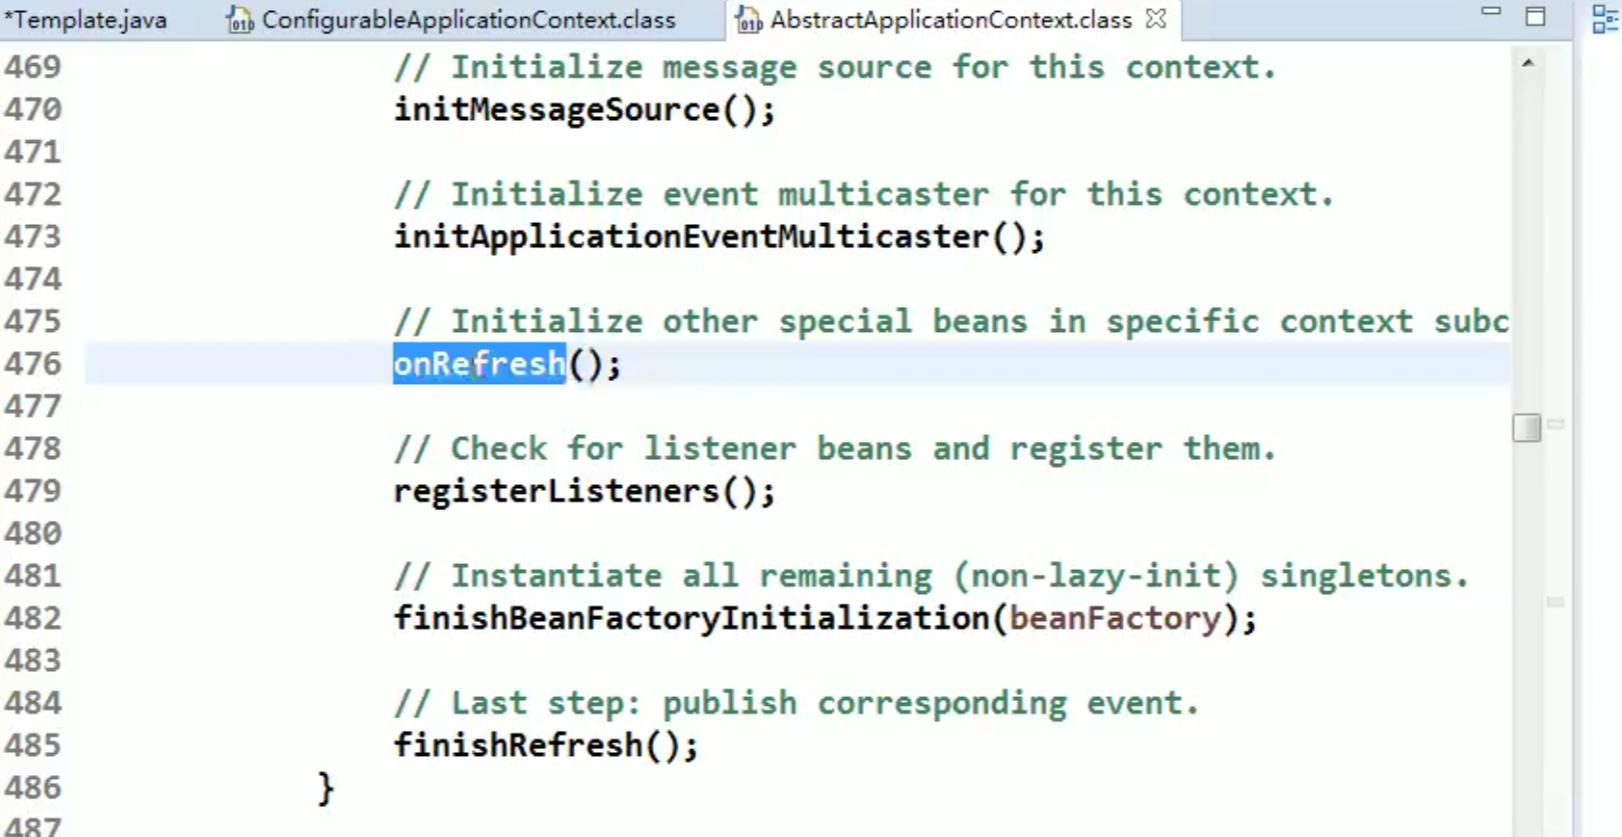 *Template.java ConfigurableApplicationContext.class AbstractApplicationContext.class
469 // Initialize message source for this context.
470 initMessageSource();
471
472 // Initialize event multicaster for this context.
473 initApplicationEventMulticaster();
474
475 // Initialize other special beans in specific context subc
476 onRefresh();
477
478 // Check for listener beans and register them.
479 registerListeners();
480
481 // Instantiate all remaining (non-lazy-init) singletons.
482 finishBeanFactoryInitialization(beanFactory);
483
484 // Last step: publish corresponding event.
485 finishRefresh();
486 }
487